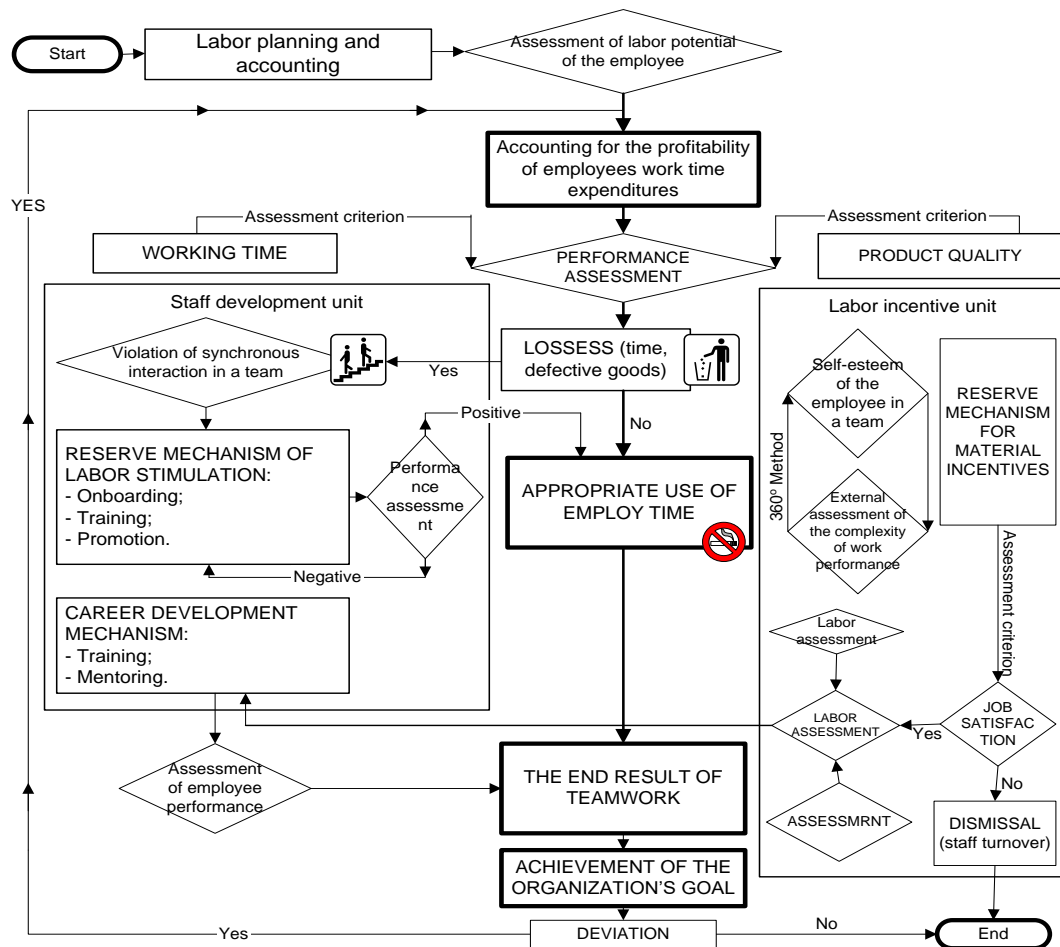 Start
Labor planning and
accounting
Assessment of labor potential
of the employee
Accounting for the profitability
of employees work time
expenditures
YES
Assessment criterion
Assessment criterion
WORKING TIME
PERFORMANCE
ASSESSMENT
PRODUCT QUALITY
Staff development unit
Labor incentive unit
Violation of synchronous
interaction in a team
Yes
LOSSESS (time,
defective goods)
No
Self-esteem
of the
employee in
a team
RESERVE
MECHANISM
FOR
MATERIAL
INCENTIVES
Positive
RESERVE MECHANISM OF
LABOR STIMULATION:
- Onboarding;
- Training;
- Promotion.
Performa
nce
assessme
nt
Negative
APPROPRIATE USE OF
EMPLOY TIME
360º Method
External
assessment of
the complexity
of work
performance
Assessment criterion
CAREER DEVELOPMENT
MECHANISM:
- Training;
- Mentoring.
Labor
assessment
LABOR
ASSESSMENT
Yes
JOB
SATISFAC
TION
Assessment
of employee
performance
THE END RESULT OF
TEAMWORK
ASSESSMRNT
No
DISMISSAL
(staff turnover)
ACHIEVEMENT OF THE
ORGANIZATION'S GOAL
Yes
DEVIATION
No
End